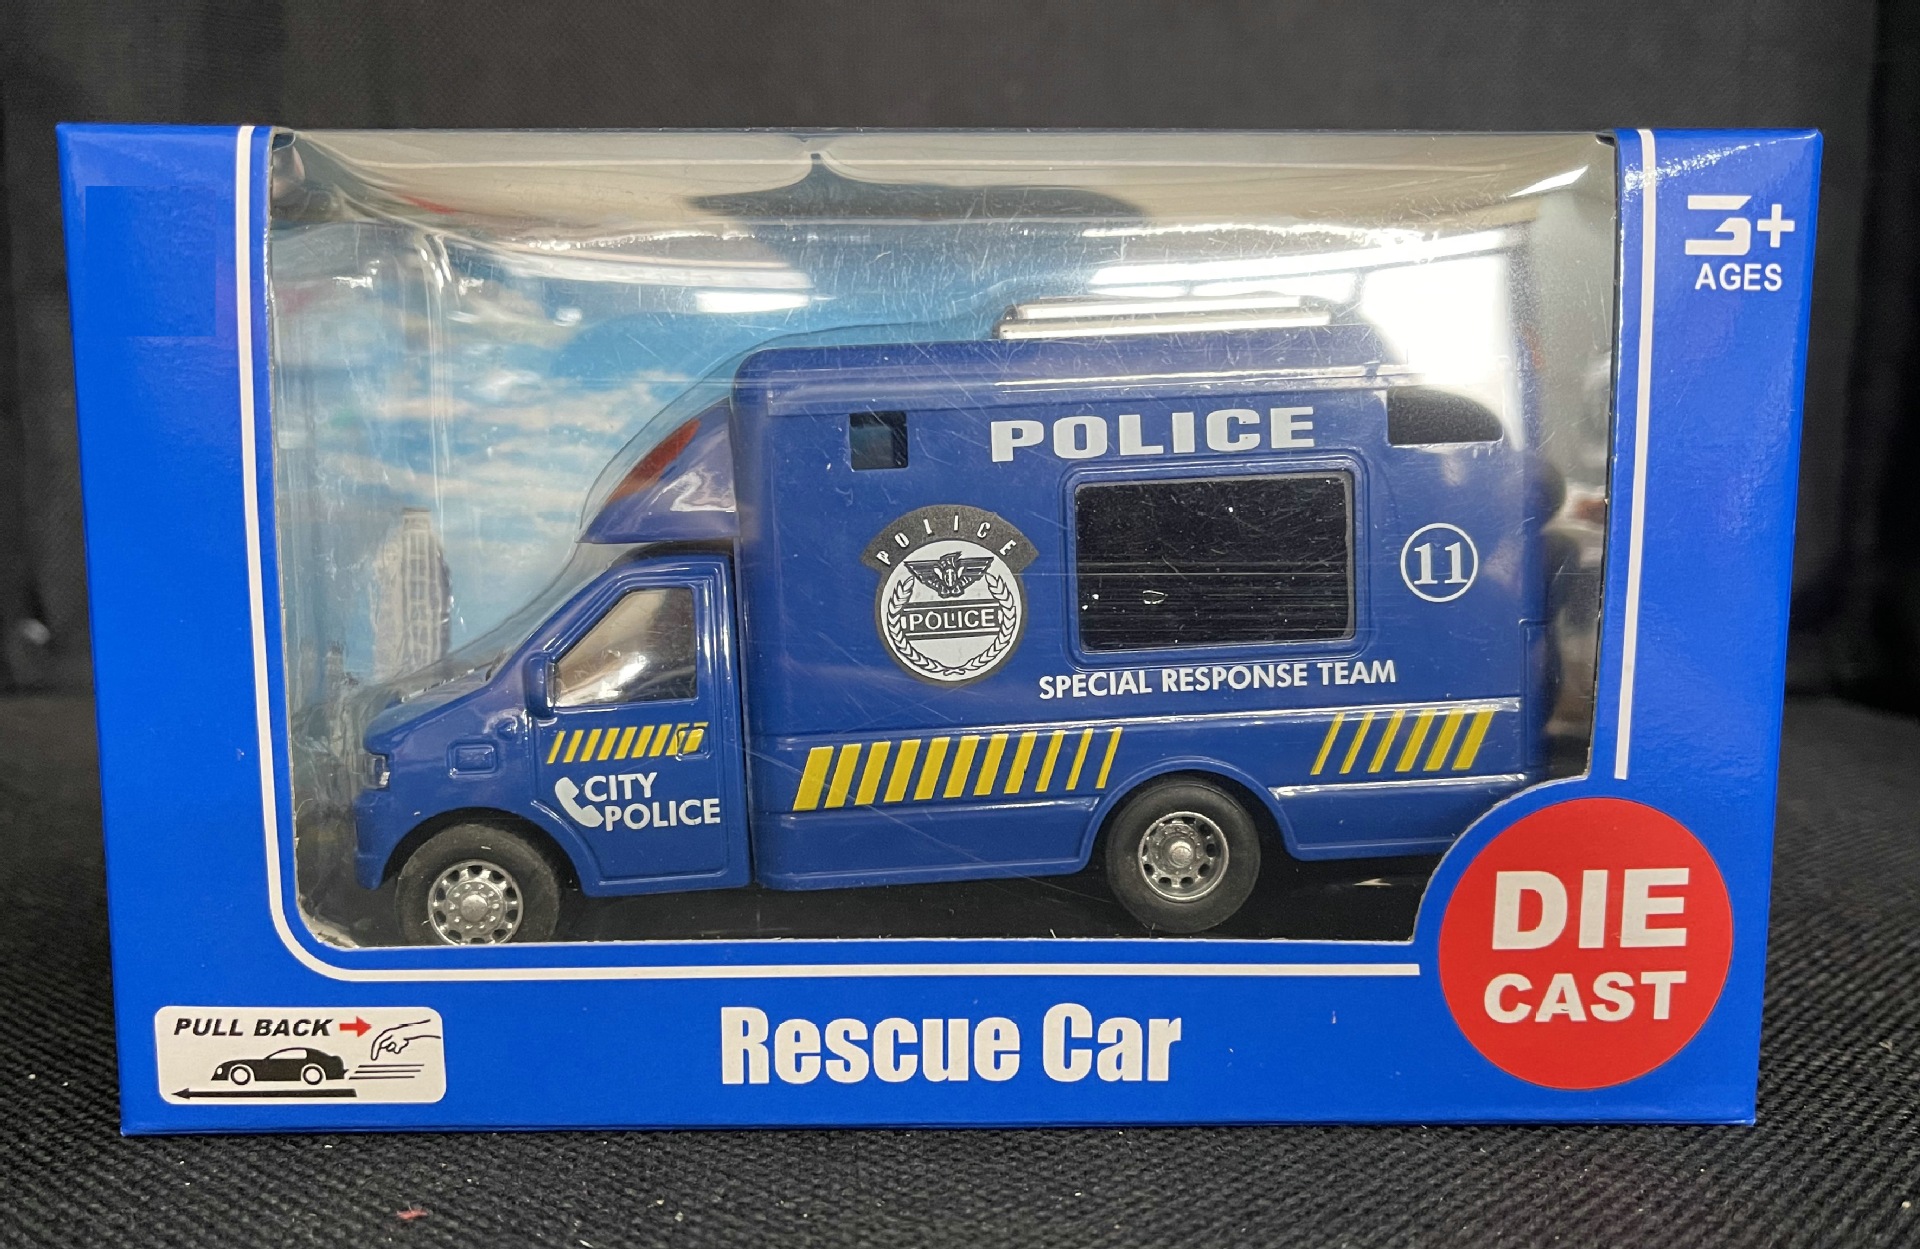 3+
AGES
POLICE
POLICE
POLICE
11
SPECIAL RESPONSE TEAM
CITY
POLICE
DIE
CAST
PULL BACK
Rescue Car